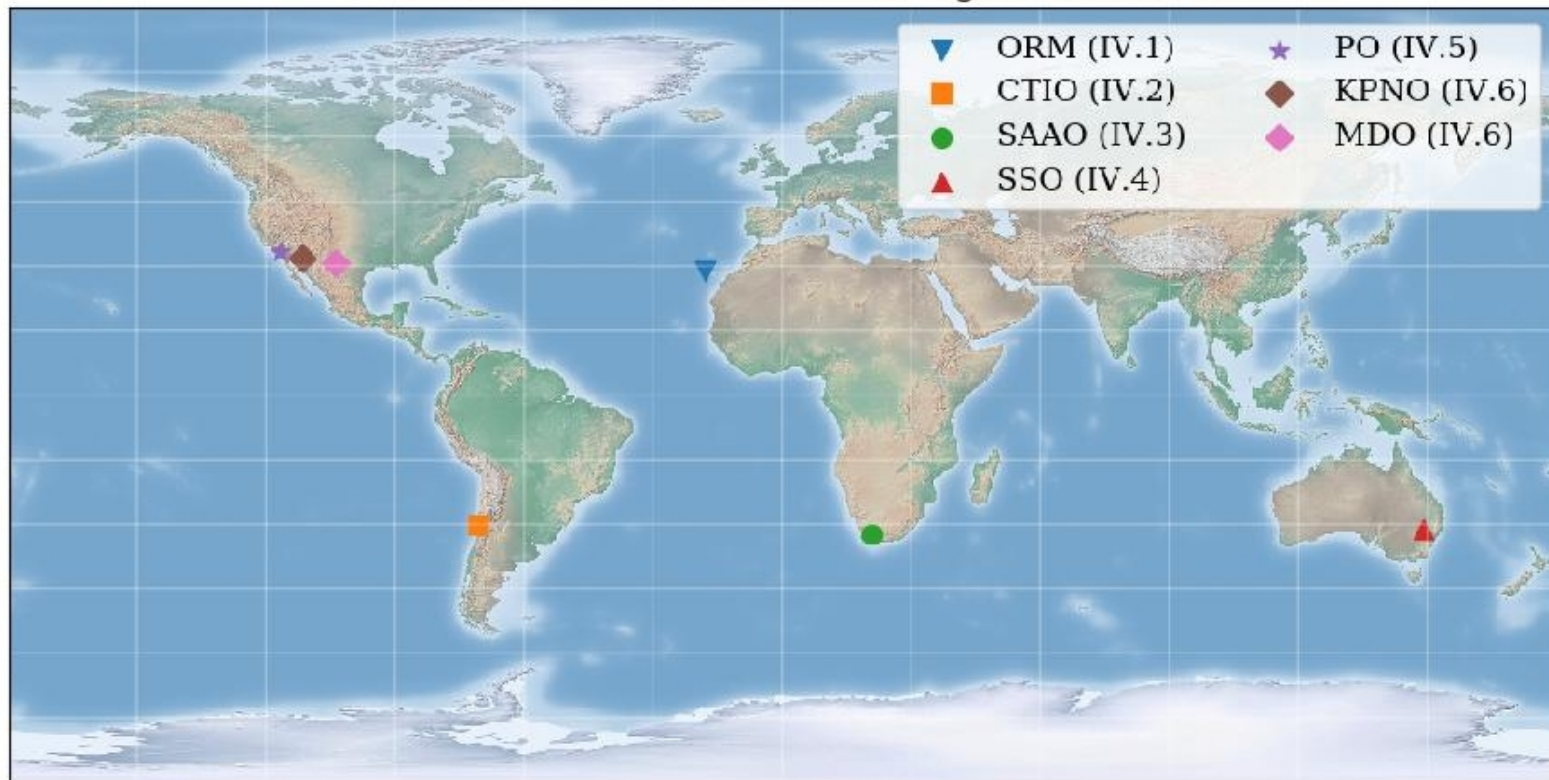 ORM (IV.1)
CTIO (IV.2)
SAAO (IV.3)
SSO (IV.4)
PO (IV.5)
KPNO (IV.6)
MDO (IV.6)